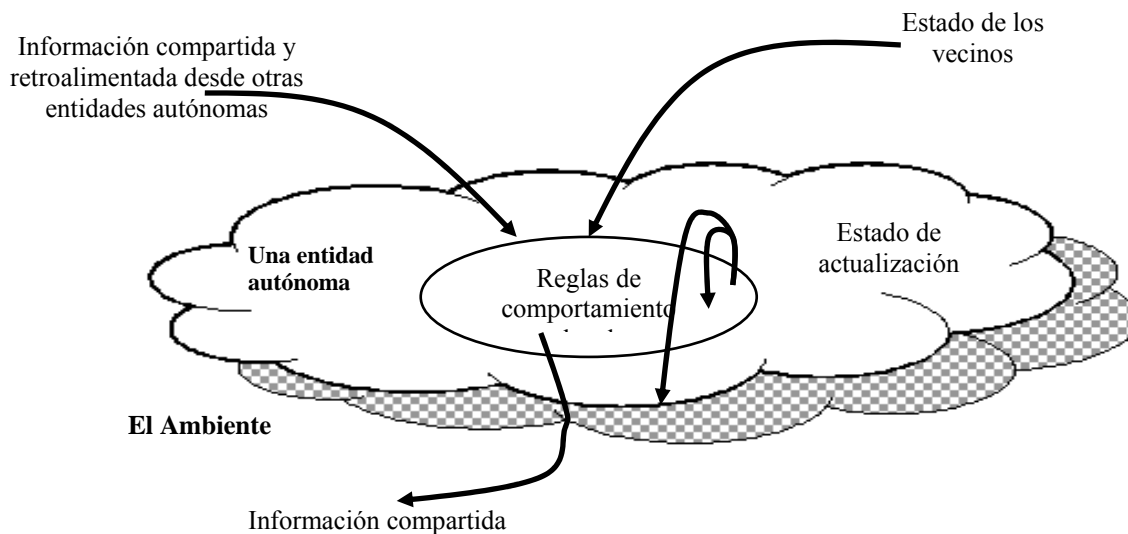 Información compartida y
retroalimentada desde otras
entidades autónomas
Estado de los
vecinos
Una entidad
autónoma
Reglas de
comportamiento
Estado de
actualización
El Ambiente
Información compartida